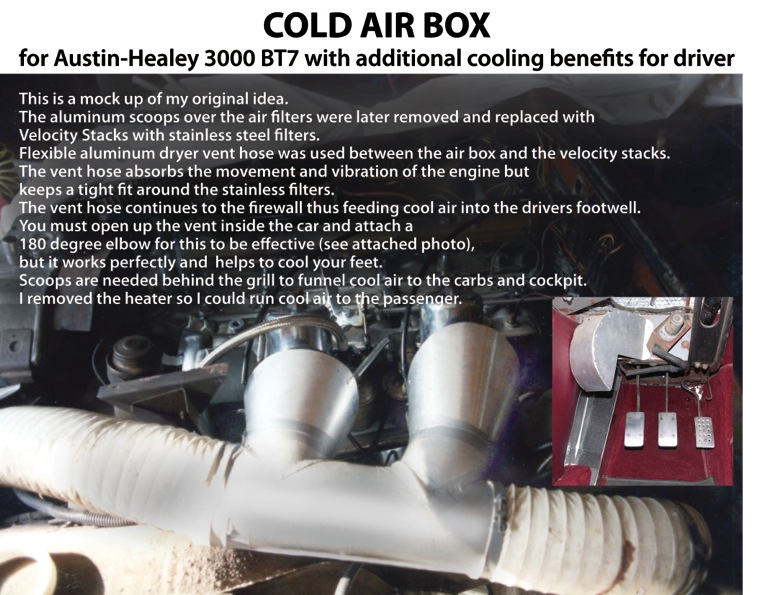 COLD AIR BOX
for Austin-Healey 3000 BT7 with additional cooling benefits for driver
This is a mock up of my original idea.
The aluminum scoops over the air filters were later removed and replaced with
Velocity Stacks with stainless steel filters.
Flexible aluminum dryer vent hose was used between the air box and the velocity stacks.
The vent hose absorbs the movement and vibration of the engine but
keeps a tight fit around the stainless filters.
The vent hose continues to the firewall thus feeding cool air into the drivers footwell.
You must open up the vent inside the car and attach a
180 degree elbow for this to be effective (see attached photo),
but it works perfectly and  helps to cool your feet.
Scoops are needed behind the grill to funnel cool air to the carbs and cockpit.
I removed the heater so I could run cool air to the passenger.